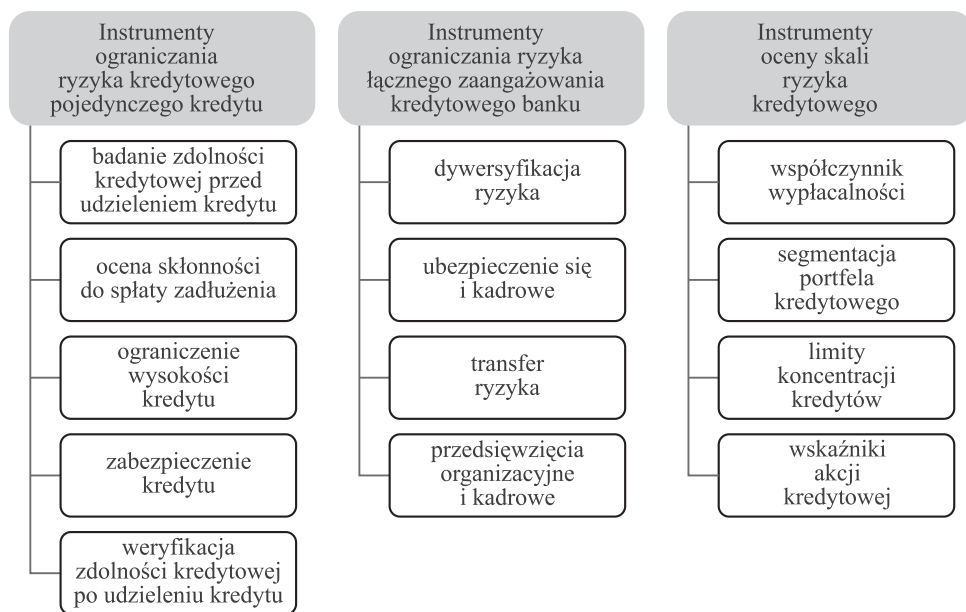 Instrumenty
ograniczania
ryzyka kredytowego
pojedynczego kredytu
badanie zdolności
kredytowej przed
udzieleniem kredytu
ocena skłonności
do spłaty zadłużenia
ograniczenie
wysokości
kredytu
zabezpieczenie
kredytu
weryfikacja
zdolności kredytowej
po udzieleniu kredytu
Instrumenty
ograniczania ryzyka
łącznego zaangażowania
kredytowego banku
dywersyfikacja
ryzyka
ubezpieczenie się
i kadrowe
transfer
ryzyka
przedsięwzięcia
organizacyjne
i kadrowe
Instrumenty
oceny skali
ryzyka
kredytowego
współczynnik
wypłacalności
segmentacja
portfela
kredytowego
limity
koncentracji
kredytów
wskaźniki
akcji
kredytowej